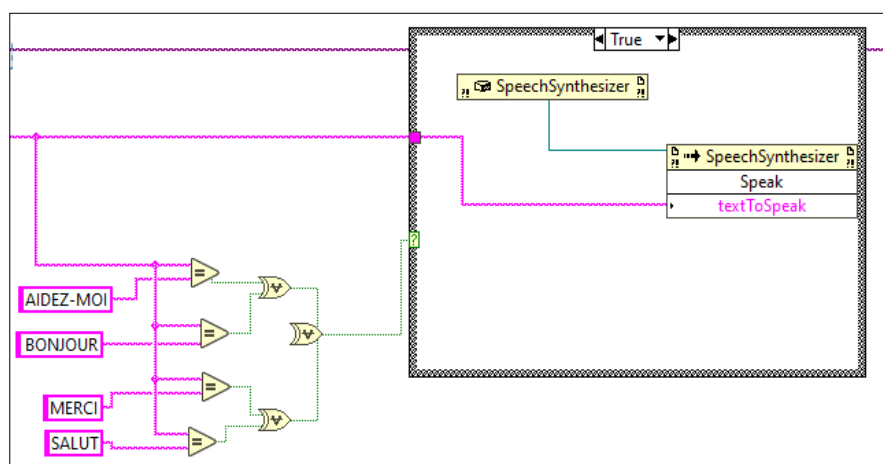 True
SpeechSynthesizer
SpeechSynthesizer
Speak
textToSpeak
?
=
AIDEZ-MOI
=
BONJOUR
=
MERCI
=
SALUT